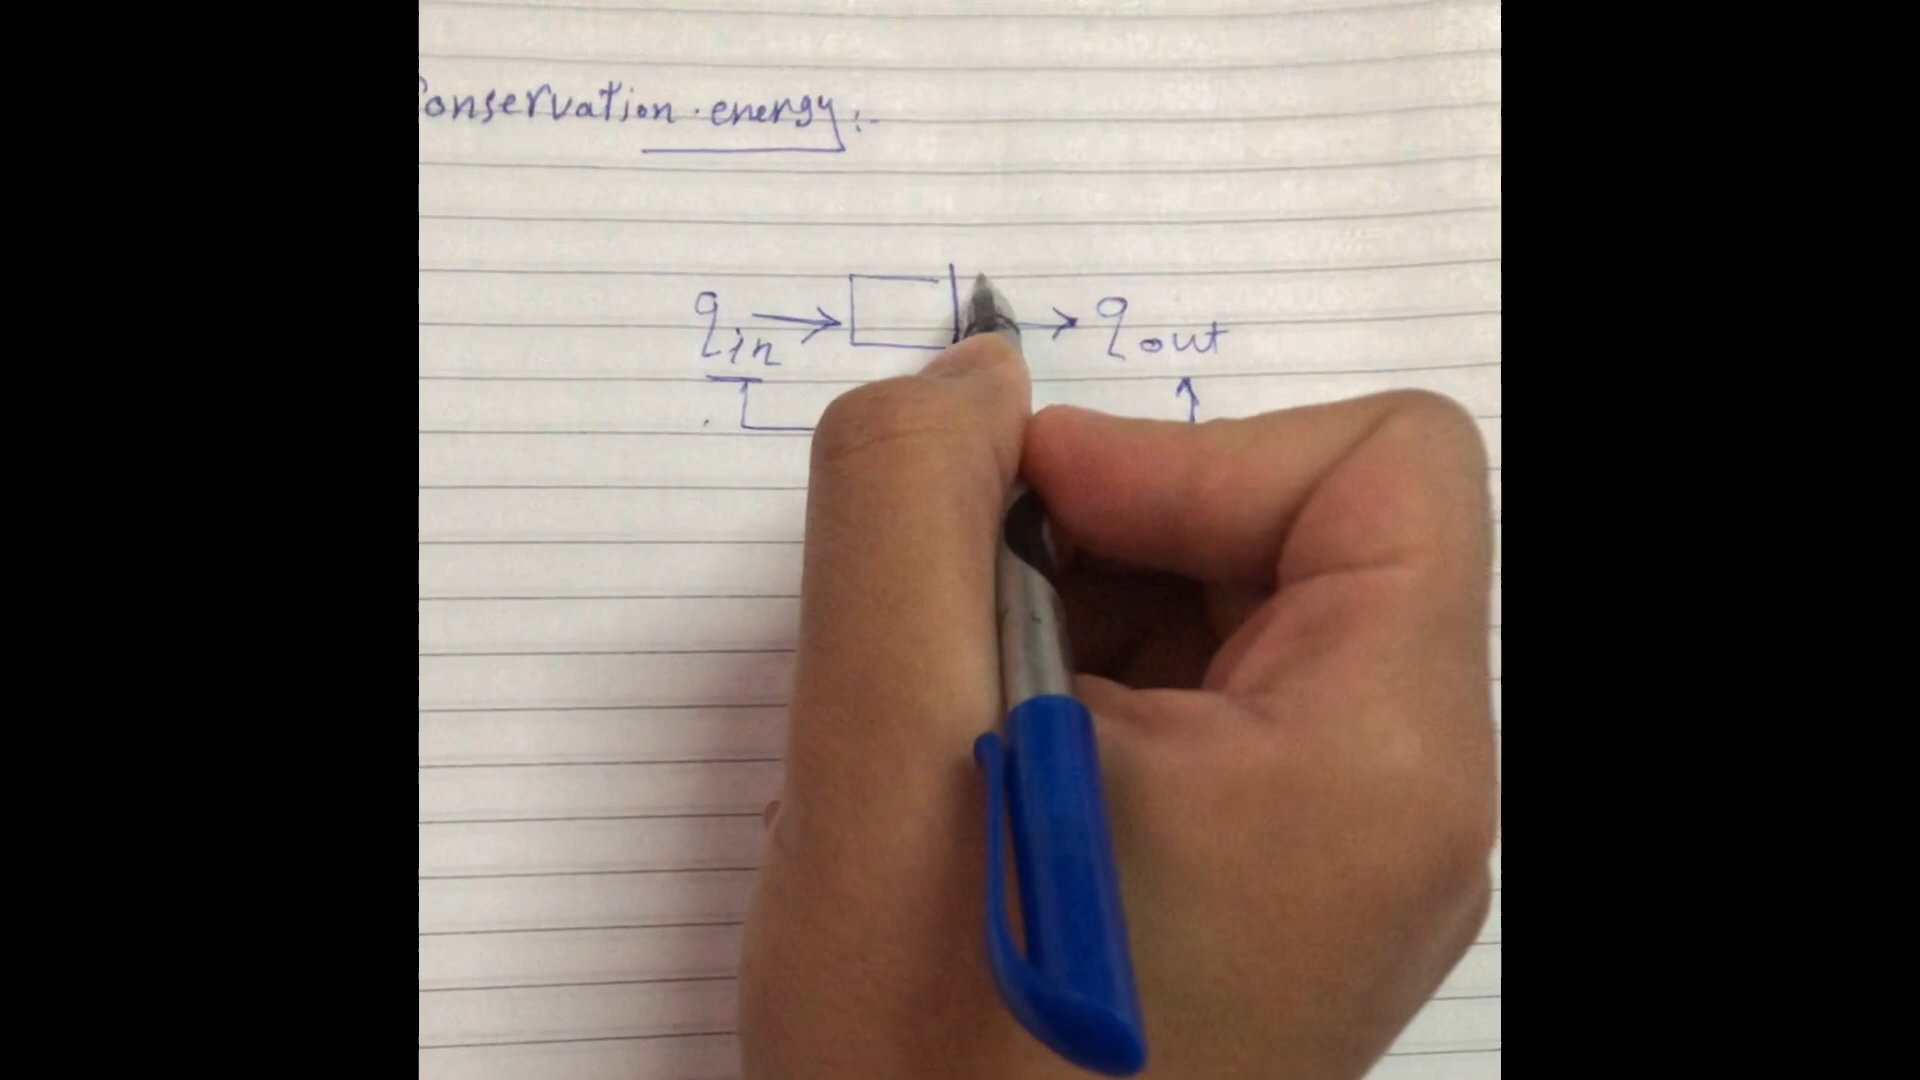 onservation energy:-
qin → → qout